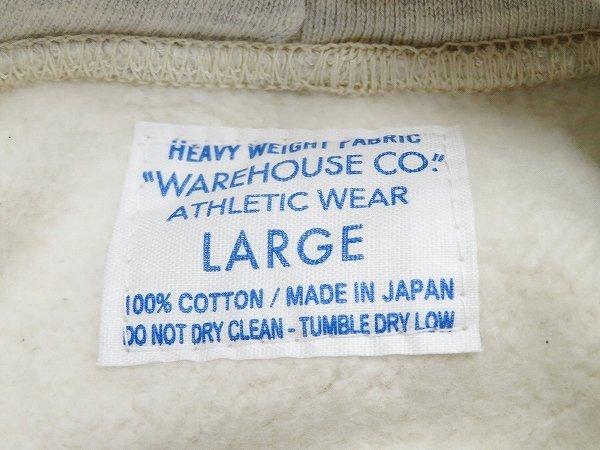 HEAVY WEIGHT FABRIC
"WAREHOUSE CO."
ATHLETIC WEAR
LARGE
100% COTTON / MADE IN JAPAN
DO NOT DRY CLEAN - TUMBLE DRY LOW